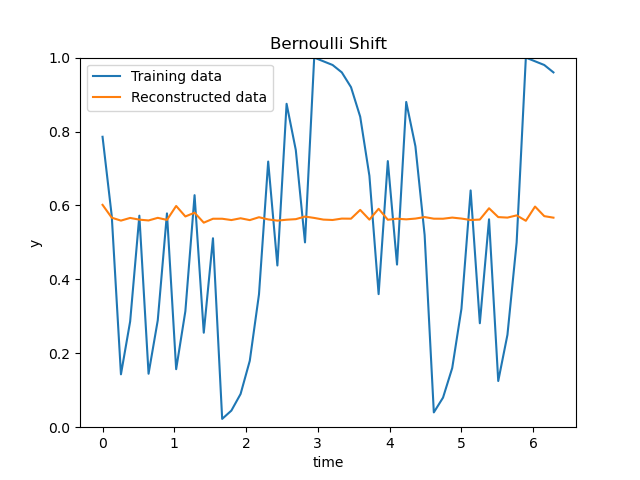 Bernoulli Shift
Training data
Reconstructed data
1.0
0.8
0.6
0.4
0.2
0.0
y
0 1 2 3 4 5 6
time